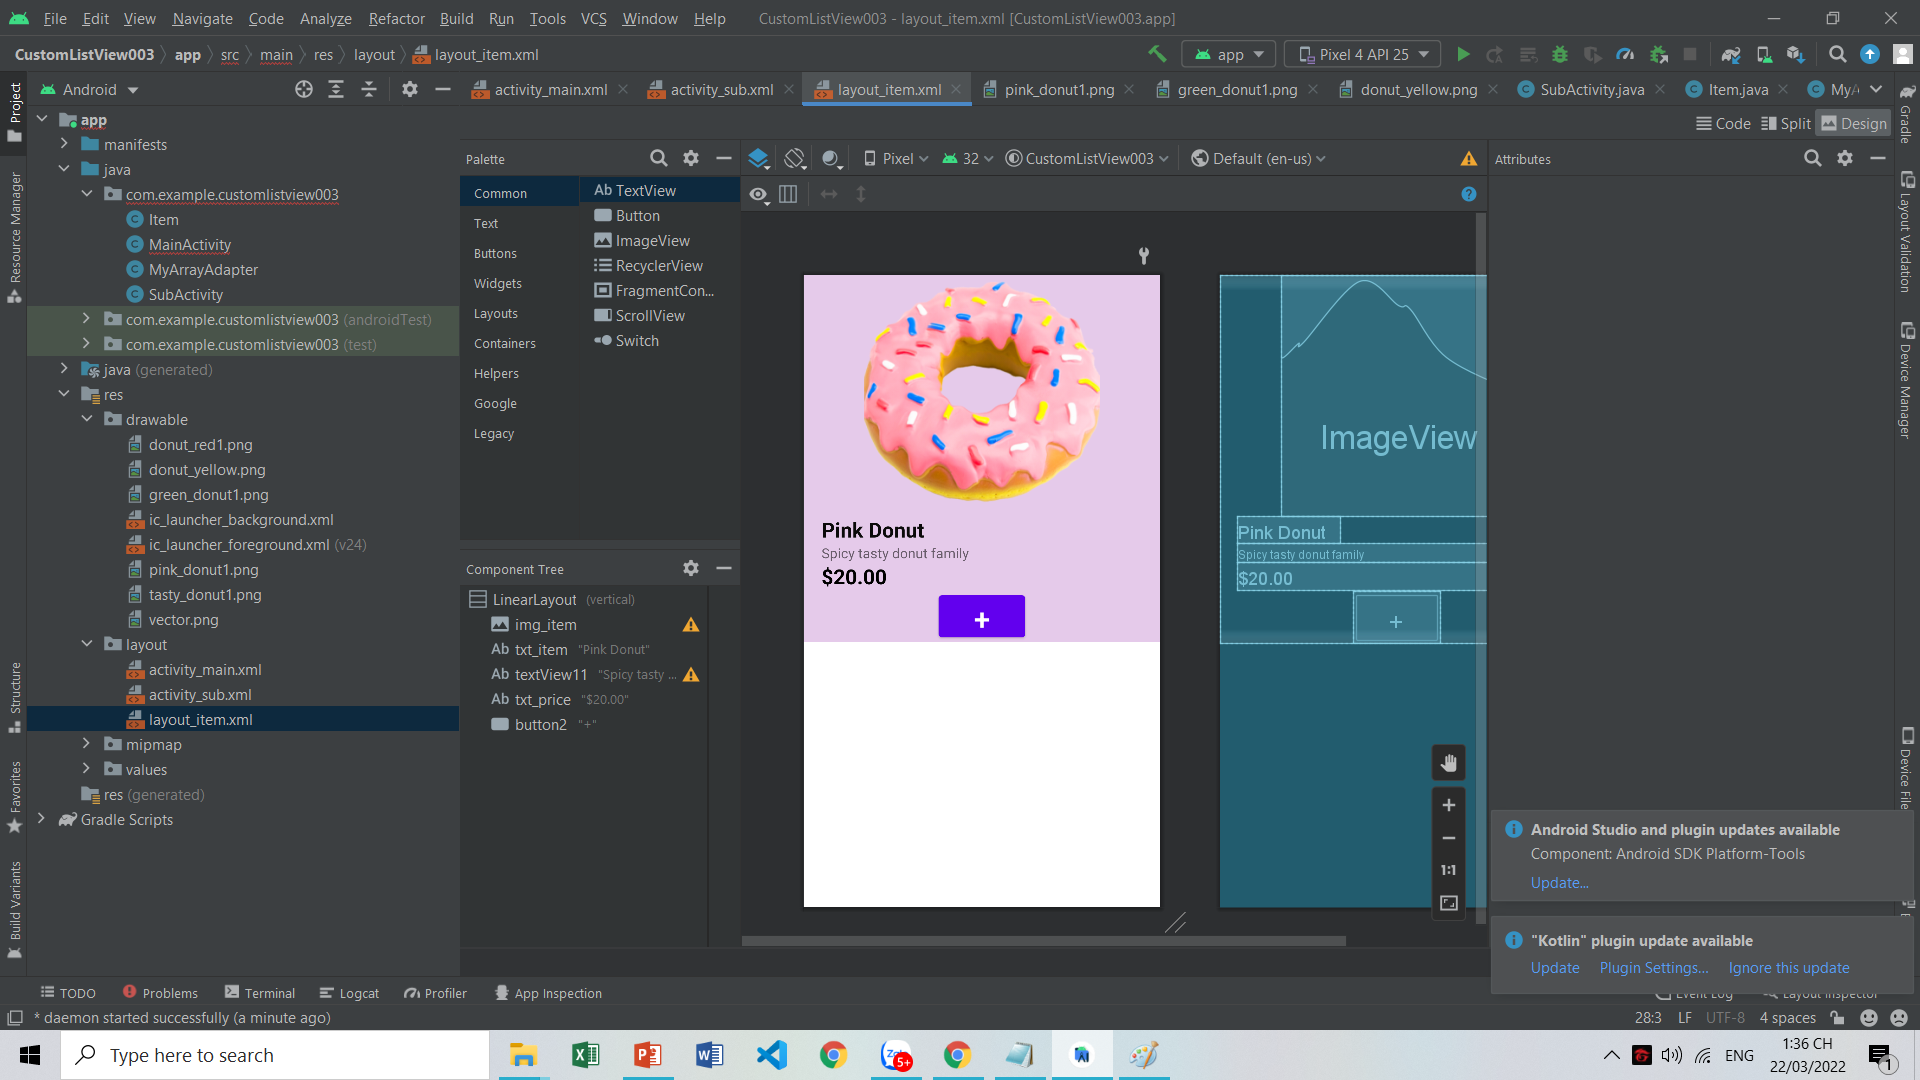 File Edit View Navigate Code Analyze Refactor Build Run Tools VCS Window Help CustomListView003 - layout_item.xml [CustomListView003.app]
CustomListView003 app src main res layout layout_item.xml
app Pixel 4 API 25
Android
activity_main.xml activity_sub.xml layout_item.xml pink_donut1.png green_donut1.png donut_yellow.png SubActivity.java Item.java MyA
Code Split Design
Project
Resource Manager
Structure
Favorites
Build Variants
app
manifests
java
com.example.customlistview003
Item
MainActivity
MyArrayAdapter
SubActivity
com.example.customlistview003 (androidTest)
com.example.customlistview003 (test)
java (generated)
res
drawable
donut_red1.png
donut_yellow.png
green_donut1.png
ic_launcher_background.xml
ic_launcher_foreground.xml (v24)
pink_donut1.png
tasty_donut1.png
vector.png
layout
activity_main.xml
activity_sub.xml
layout_item.xml
mipmap
values
res (generated)
Gradle Scripts
Palette
Common
Text
Buttons
Widgets
Layouts
Containers
Helpers
Google
Legacy
Ab TextView
Button
ImageView
RecyclerView
FragmentCon...
ScrollView
Switch
Component Tree
LinearLayout (vertical)
img_item
Ab txt_item "Pink Donut"
Ab textView11 "Spicy tasty ...
Ab txt_price "$20.00"
button2 "+"
Pixel 32 CustomListView003 Default (en-us)
Pink Donut
Spicy tasty donut family
$20.00
+
ImageView
Pink Donut
Spicy tasty donut family
$20.00
+
1:1
Attributes
Gradle
Layout Validation
Device Manager
Device File
Android Studio and plugin updates available
Component: Android SDK Platform-Tools
Update...
"Kotlin" plugin update available
Update Plugin Settings... Ignore this update
TODO Problems Terminal Logcat Profiler App Inspection Event Log Layout Inspector
* daemon started successfully (a minute ago)
28:3 LF UTF-8 4 spaces
Type here to search
5+
ENG
1:36 CH
22/03/2022
1